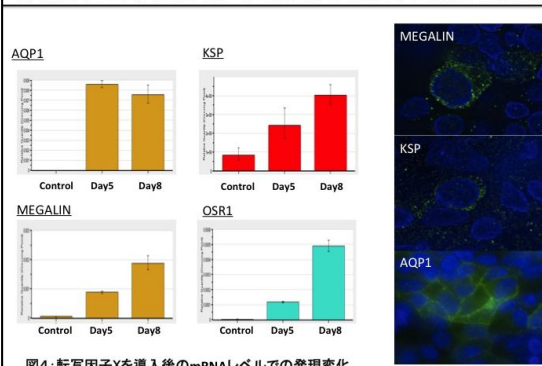 AQP1
KSP
Control Day5 Day8
Control Day5 Day8
MEGALIN
OSR1
Control Day5 Day8
Control Day5 Day8
図4:転写因子Xを導入後のmRNAレベルでの発現変化
MEGALIN
KSP
AQP1